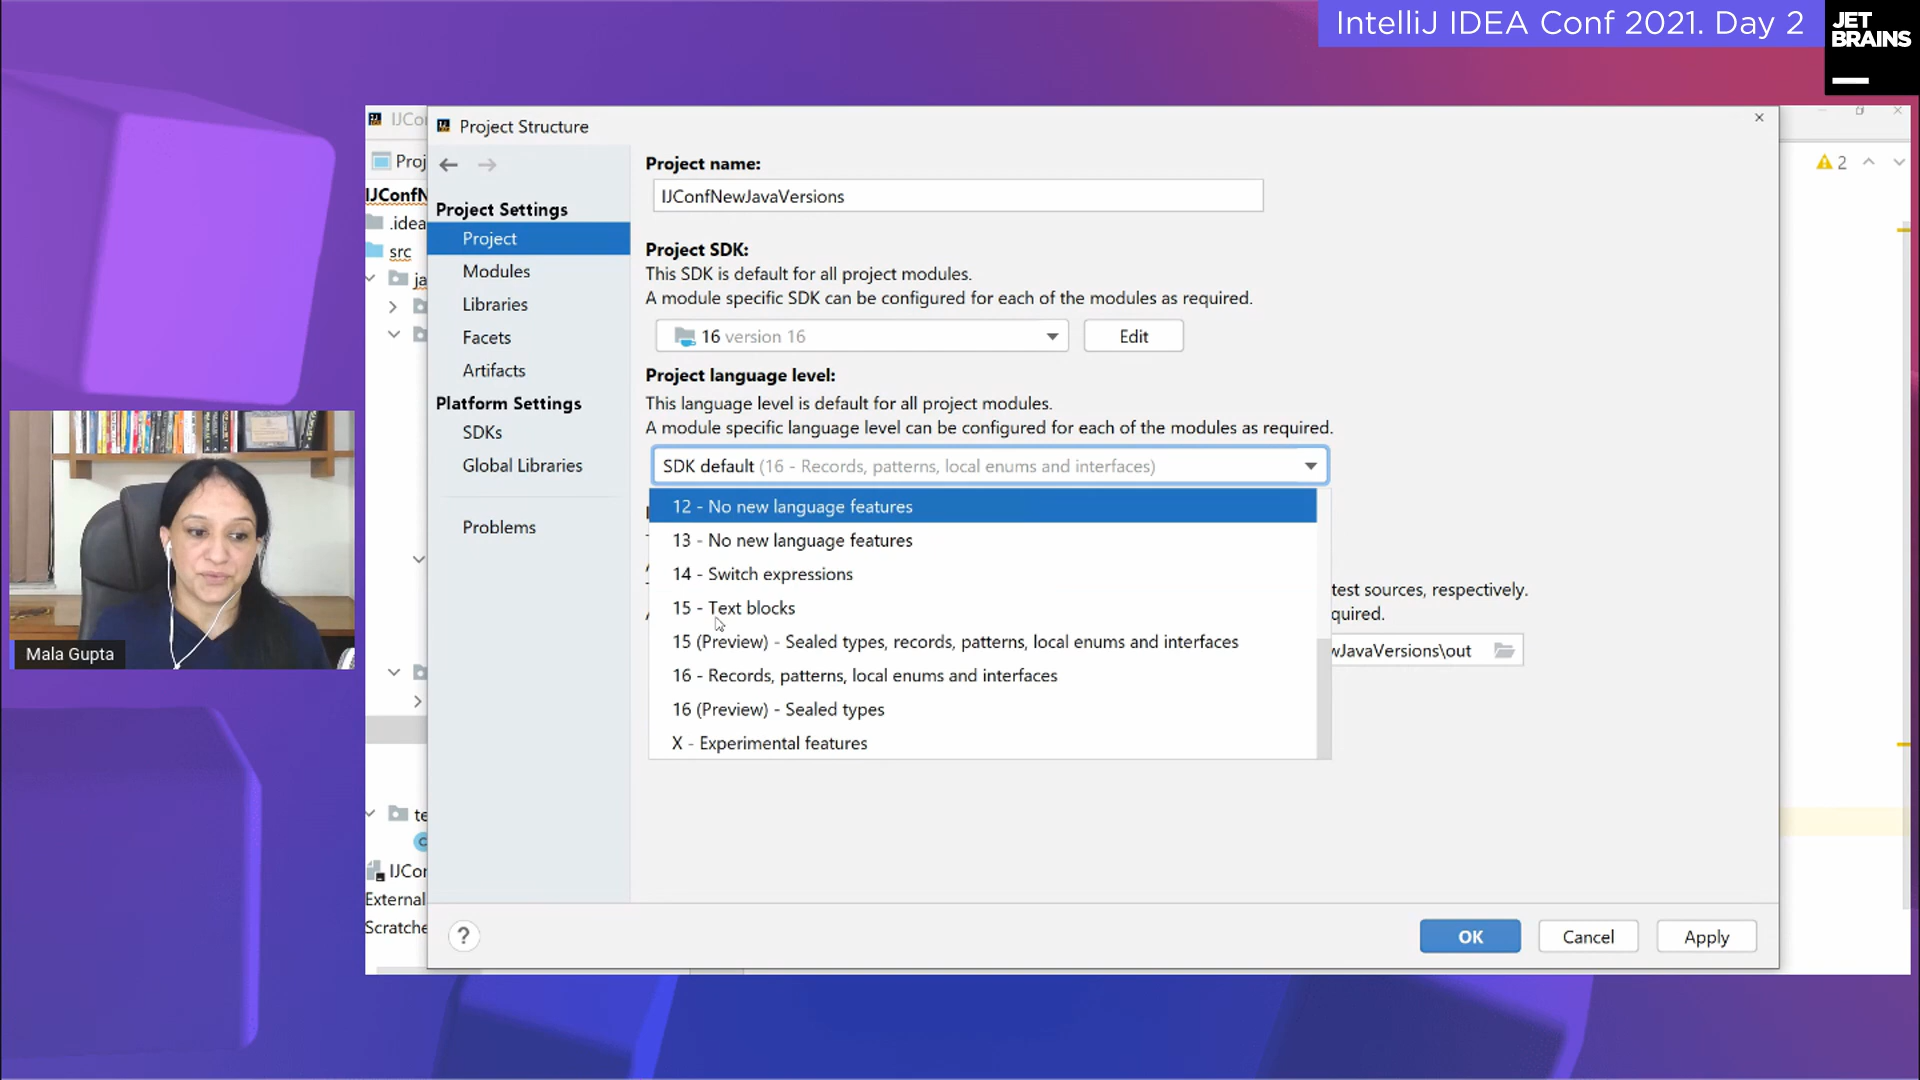 IntelliJ IDEA Conf 2021. Day 2
JET
BRAINS
IJCo
Project Structure
Proj
2
IJConfN
.idea
src
ja
Project name:
IJConfNewJavaVersions
Project Settings
Project
Modules
Libraries
Facets
Artifacts
Platform Settings
SDKs
Global Libraries
Problems
Project SDK:
This SDK is default for all project modules.
A module specific SDK can be configured for each of the modules as required.
16 version 16
Edit
Project language level:
This language level is default for all project modules.
A module specific language level can be configured for each of the modules as required.
SDK default (16 - Records, patterns, local enums and interfaces)
12 - No new language features
13 - No new language features
14 - Switch expressions
15 - Text blocks
15 (Preview) - Sealed types, records, patterns, local enums and interfaces
16 - Records, patterns, local enums and interfaces
16 (Preview) - Sealed types
X - Experimental features
test sources, respectively.
quired.
wJavaVersions\out
Mala Gupta
te
IJCor
External
Scratche
?
OK
Cancel
Apply